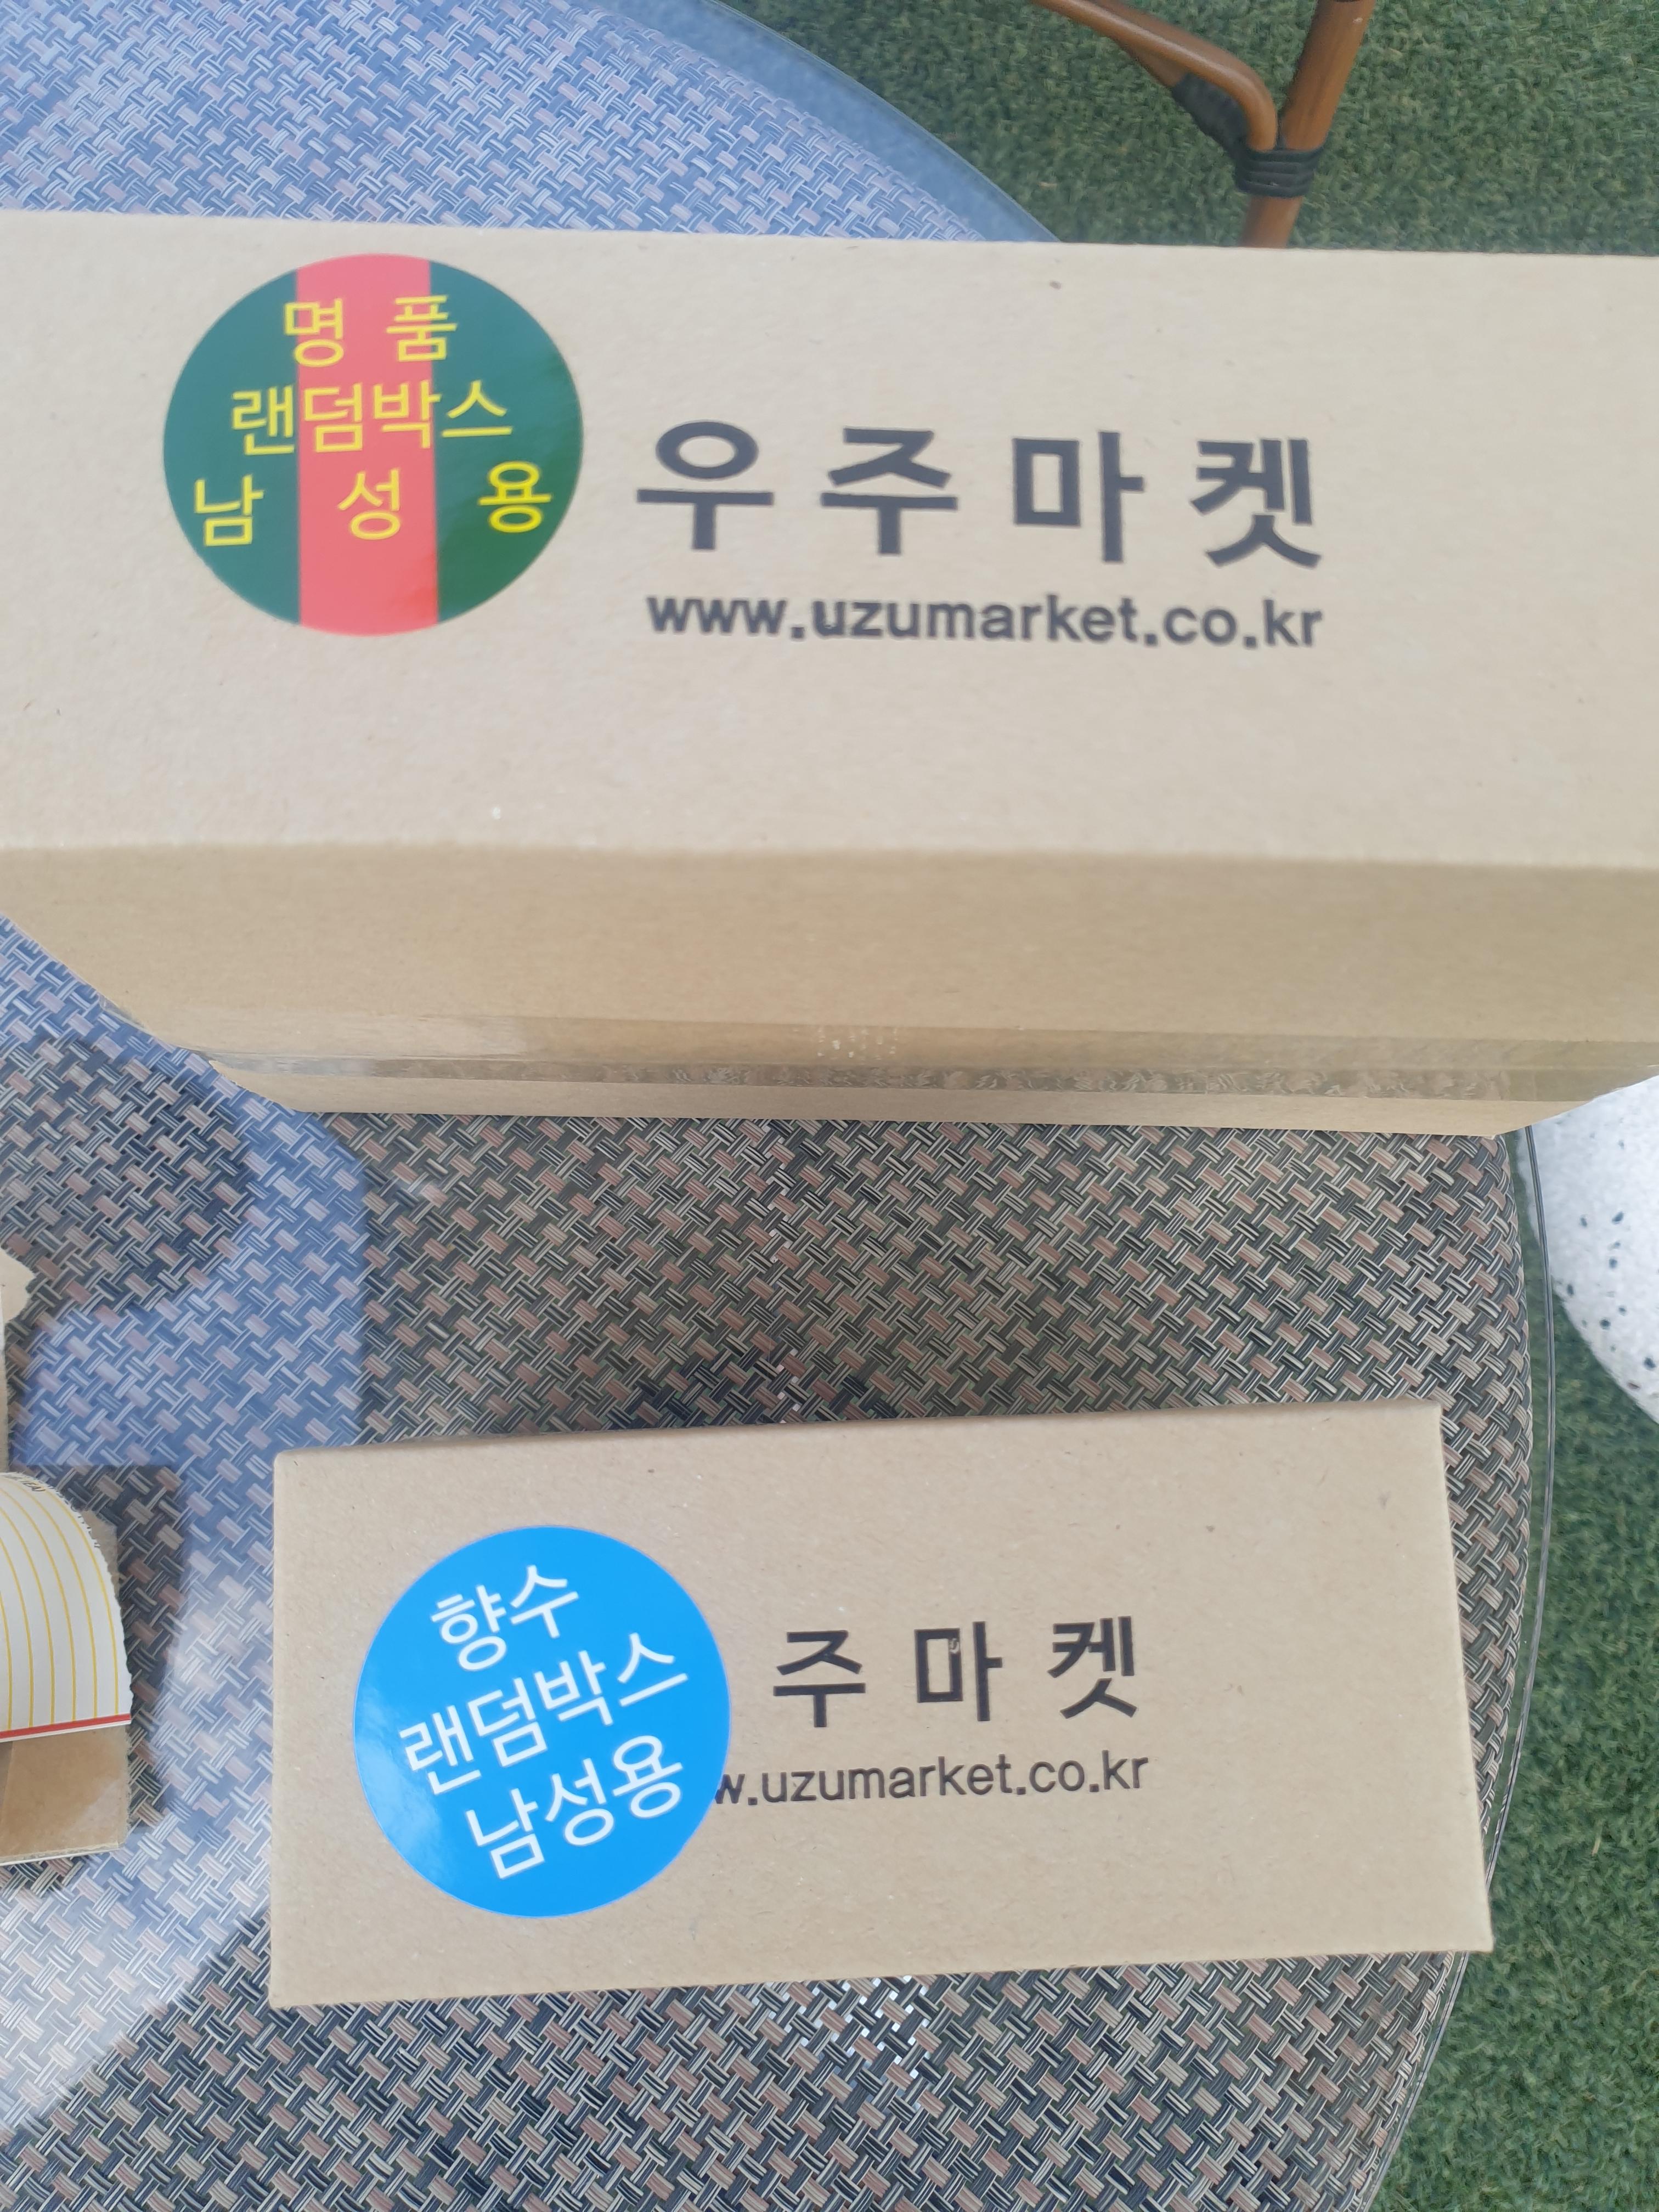 명 품
랜덤박스
남 성 용
우주마켓
www.uzumarket.co.kr
향수
랜덤박스
남성용
주마켓
w.uzumarket.co.kr